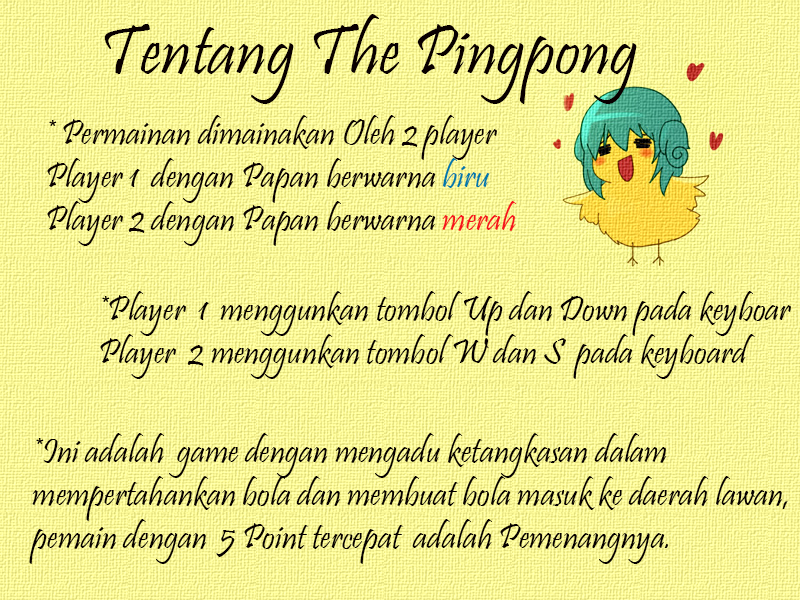 Tentang The Pingpong
* Permainan dimainakan Oleh 2 player
Player 1 dengan Papan berwarna biru
Player 2 dengan Papan berwarna merah
*Player 1 menggunkan tombol Up dan Down pada keyboar
Player 2 menggunkan tombol W dan S pada keyboard
*Ini adalah game dengan mengadu ketangkasan dalam
mempertahankan bola dan membuat bola masuk ke daerah lawan,
pemain dengan 5 Point tercepat adalah Pemenangnya.